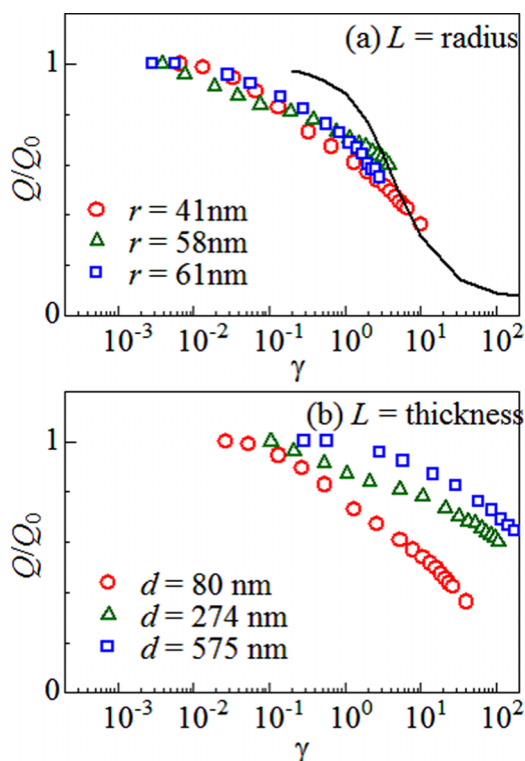 (a) L = radius
1
Q/Q₀
r = 41nm
r = 58nm
r = 61nm
0
10⁻³ 10⁻² 10⁻¹ 10⁰ 10¹ 10²
γ
(b) L = thickness
1
Q/Q₀
d = 80 nm
d = 274 nm
d = 575 nm
0
10⁻³ 10⁻² 10⁻¹ 10⁰ 10¹ 10²
γ